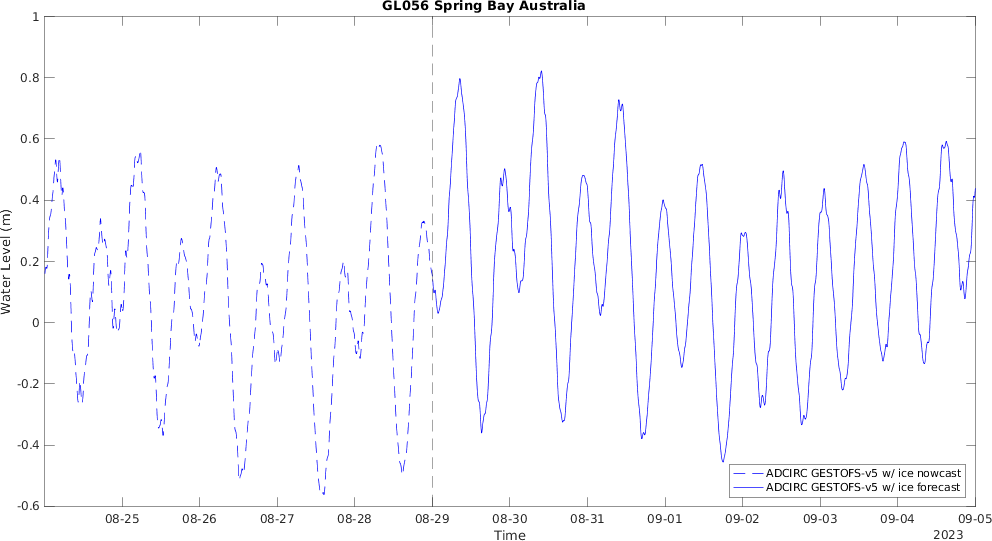 GL056 Spring Bay Australia
Water Level (m)
1
0.8
0.6
0.4
0.2
0
-0.2
-0.4
-0.6
ADCIRC GESTOFS-v5 w/ ice nowcast
ADCIRC GESTOFS-v5 w/ ice forecast
08-25 08-26 08-27 08-28 08-29 08-30 08-31 09-01 09-02 09-03 09-04 09-05
Time
2023